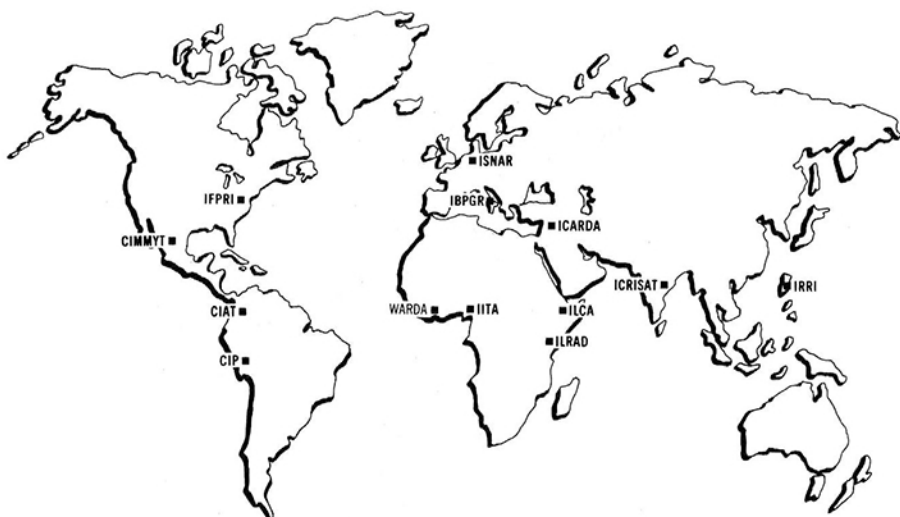 ISNAR
IFPRI
IBPGR
ICARDA
CIMMYT
ICRISAT
IRRI
CIAT
WARDA
IITA
ILCA
ILRAD
CIP